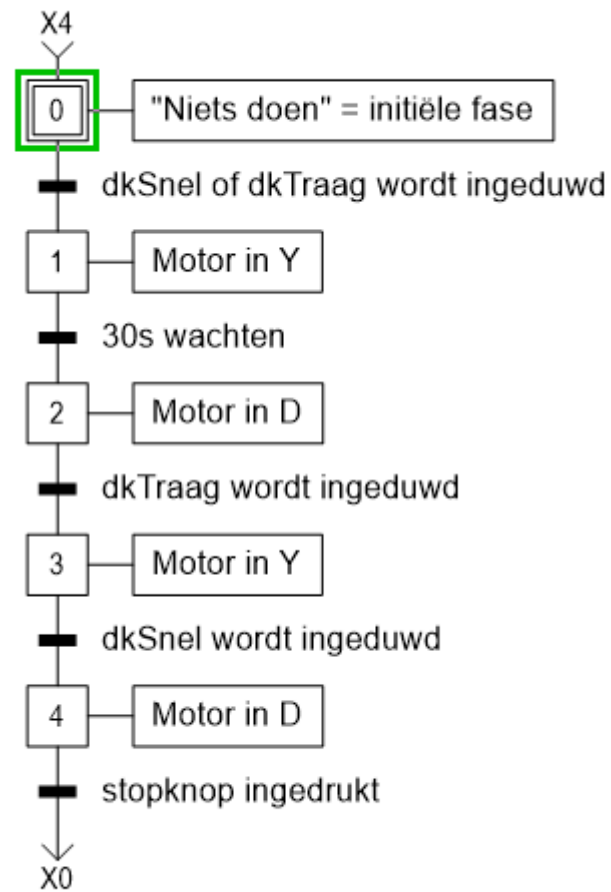 X4
0 "Niets doen" = initiële fase
dkSnel of dkTraag wordt ingeduwd
1 Motor in Y
30s wachten
2 Motor in D
dkTraag wordt ingeduwd
3 Motor in Y
dkSnel wordt ingeduwd
4 Motor in D
stopknop ingedrukt
X0